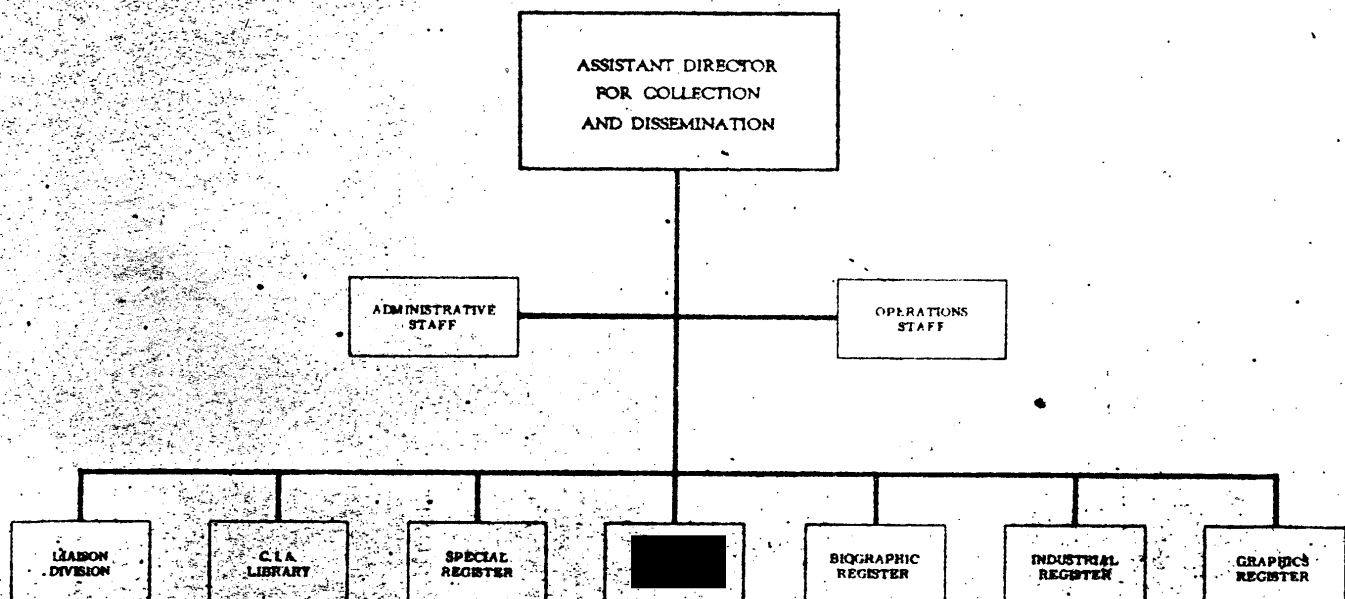 ASSISTANT DIRECTOR
FOR COLLECTION
AND DISSEMINATION
ADMINISTRATIVE
STAFF
OPERATIONS
STAFF
LIAISON
DIVISION
C.I.A.
LIBRARY
SPECIAL
REGISTER
BIOGRAPHIC
REGISTER
INDUSTRIAL
REGISTER
GRAPHICS
REGISTER